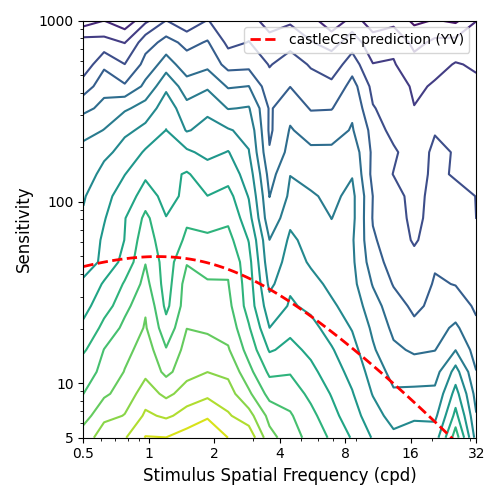 1000
castleCSF prediction (YV)
100
10
5
Sensitivity
0.5 1 2 4 8 16 32
Stimulus Spatial Frequency (cpd)